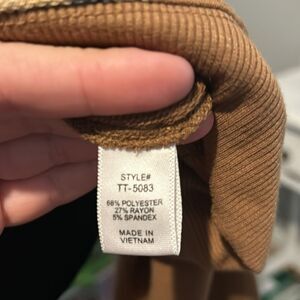 STYLE#
TT-5083
68% POLYESTER
27% RAYON
5% SPANDEX
MADE IN
VIETNAM